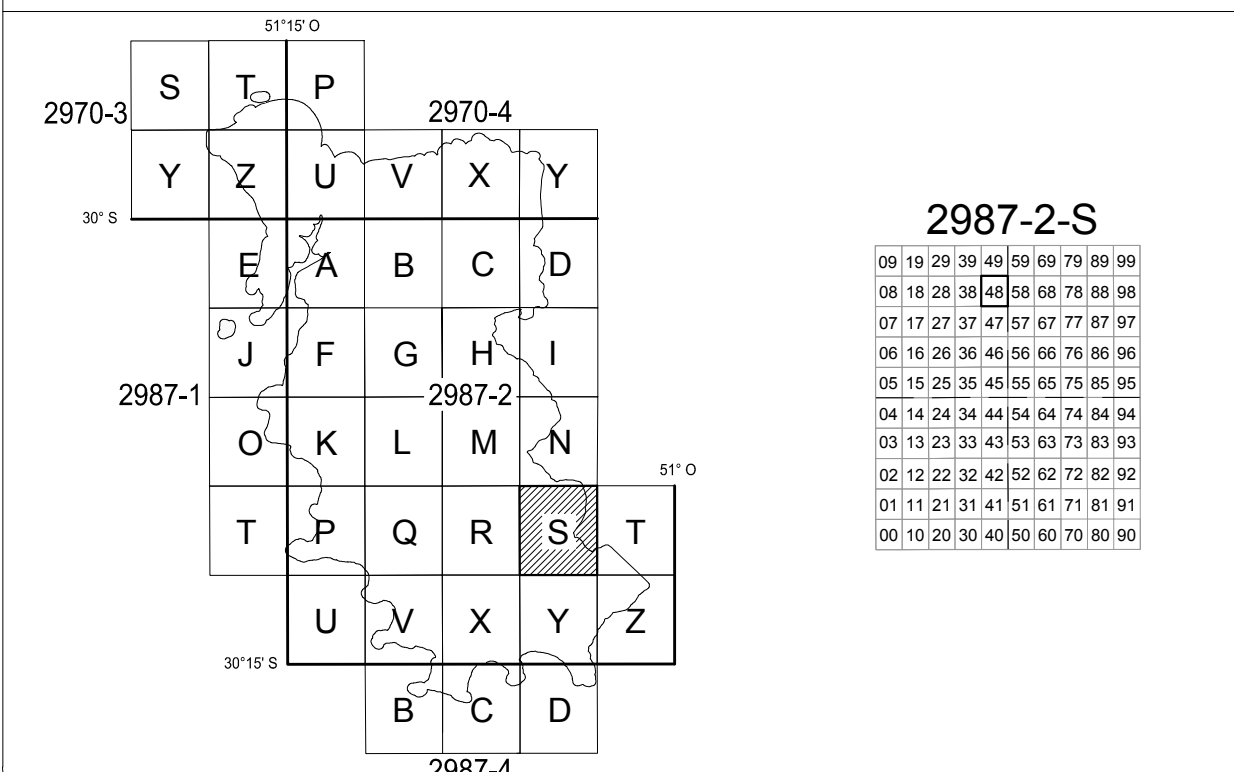 51°15' O
S T P
2970-3 2970-4
Y Z U V X Y
30° S
E A B C D
J F G H I
2987-1 2987-2
O K L M N
51° O
T P Q R S T
U V X Y Z
30°15' S
B C D
2987-4
2987-2-S
09 19 29 39 49 59 69 79 89 99
08 18 28 38 48 58 68 78 88 98
07 17 27 37 47 57 67 77 87 97
06 16 26 36 46 56 66 76 86 96
05 15 25 35 45 55 65 75 85 95
04 14 24 34 44 54 64 74 84 94
03 13 23 33 43 53 63 73 83 93
02 12 22 32 42 52 62 72 82 92
01 11 21 31 41 51 61 71 81 91
00 10 20 30 40 50 60 70 80 90